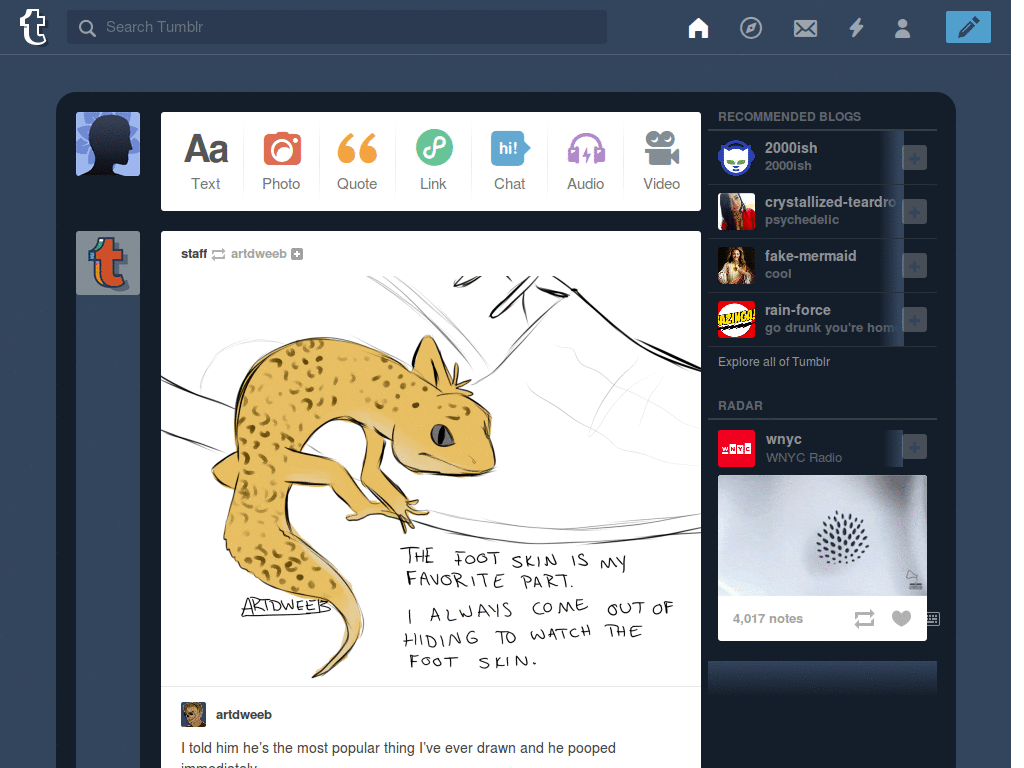 Search Tumblr
Aa
hi!
Text
Photo
Quote
Link
Chat
Audio
Video
staff
artdweeb
THE FOOT SKIN IS MY
FAVORITE PART.
I ALWAYS COME OUT OF
HIDING TO WATCH THE
FOOT SKIN.
ARTDWEEB
artdweeb
I told him he’s the most popular thing I’ve ever drawn and he pooped
immediately
RECOMMENDED BLOGS
2000ish
2000ish
crystallized-teardro
psychedelic
fake-mermaid
cool
rain-force
go drunk you're hom
Explore all of Tumblr
RADAR
WNYC
wnyc
WNYC Radio
4,017 notes